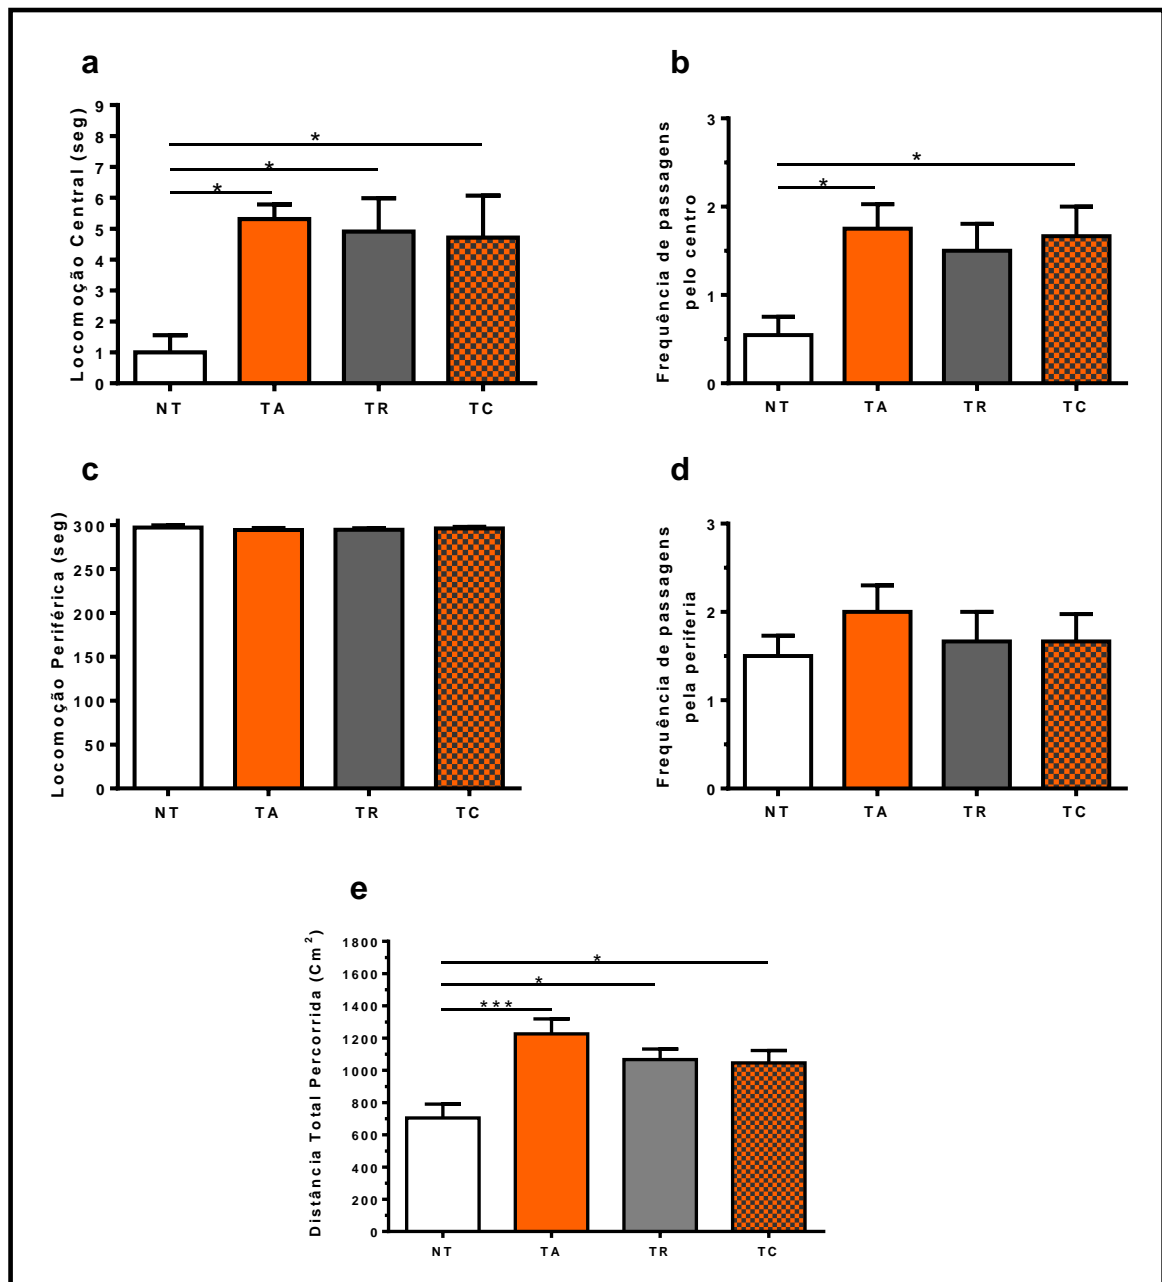 a
Locomoção Central (seg)
9
8
7
6
5
4
3
2
1
0
*
*
*
NT TA TR TC
b
Frequência de passagens
pelo centro
3
2
1
0
*
*
NT TA TR TC
c
Locomoção Periférica (seg)
300
250
200
150
100
50
0
NT TA TR TC
d
Frequência de passagens
pela periferia
3
2
1
0
NT TA TR TC
e
Distância Total Percorrida (Cm²)
1800
1600
1400
1200
1000
800
600
400
200
0
*
*
***
NT TA TR TC